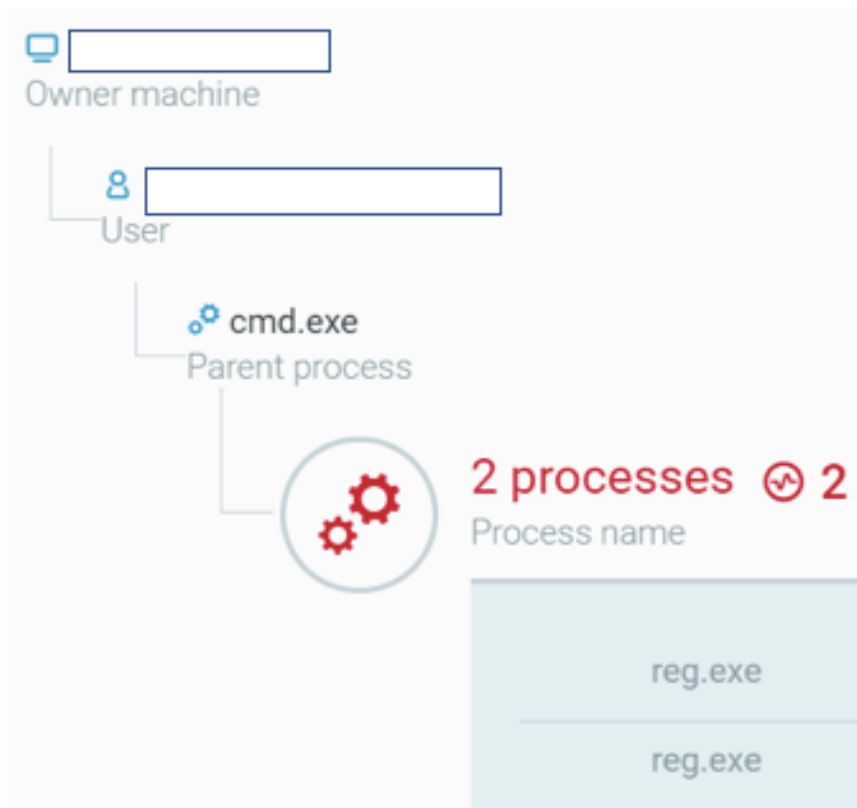 Owner machine
User
cmd.exe
Parent process
2 processes 2
Process name
reg.exe
reg.exe